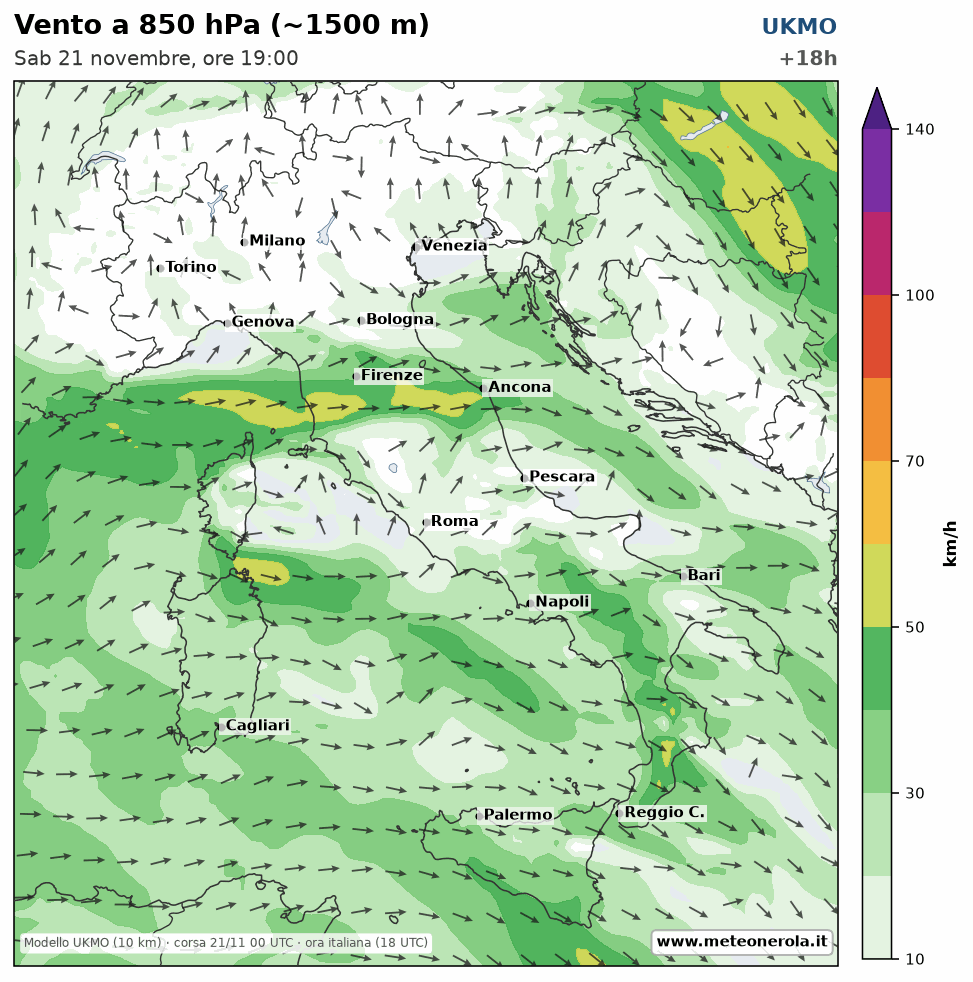 Vento a 850 hPa (~1500 m)
UKMO
Sab 21 novembre, ore 19:00
+18h
140
Milano
Venezia
Torino
100
Genova
Bologna
Firenze
Ancona
70
Pescara
Roma
km/h
Bari
Napoli
50
Cagliari
30
Palermo
Reggio C.
Modello UKMO (10 km) · corsa 21/11 00 UTC · ora italiana (18 UTC)
www.meteonerola.it
10